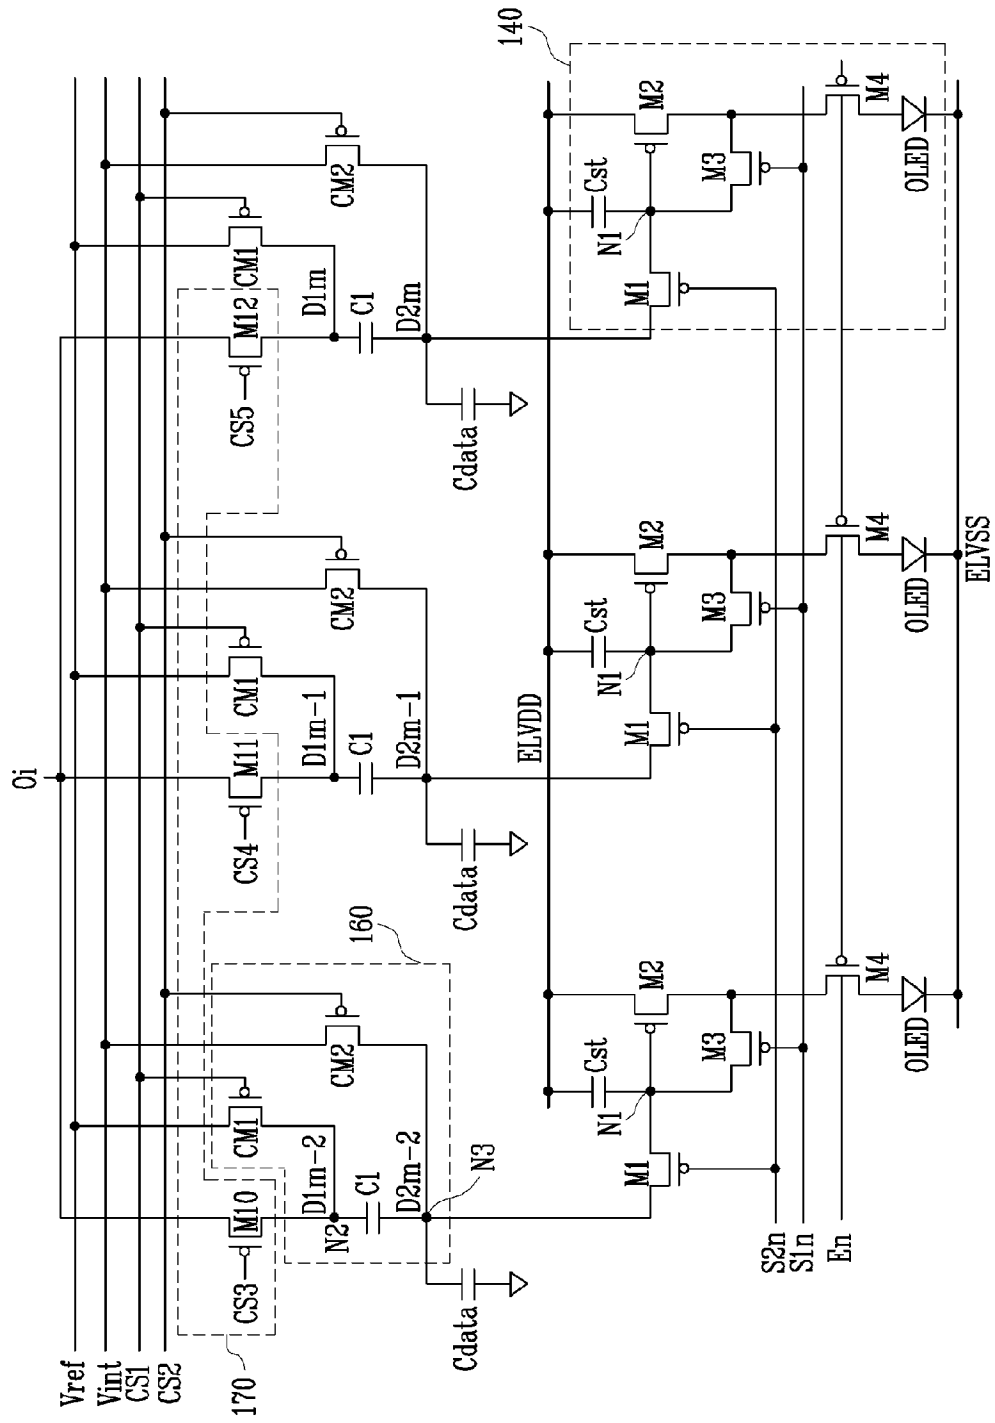 Oi
Vref
Vint
CS1
CS2
170
M10
CM1
CS3
M11
CM1
CS4
M12
CM1
CS5
CM2
CM2
CM2
160
D1m-2
N2
C1
D2m-2
N3
D1m-1
C1
D2m-1
D1m
C1
D2m
Cdata
Cdata
Cdata
140
ELVDD
N1
Cst
M2
N1
Cst
M2
N1
Cst
M2
M1
M3
M1
M3
M1
M3
S2n
S1n
En
M4
M4
M4
OLED
OLED
OLED
ELVSS